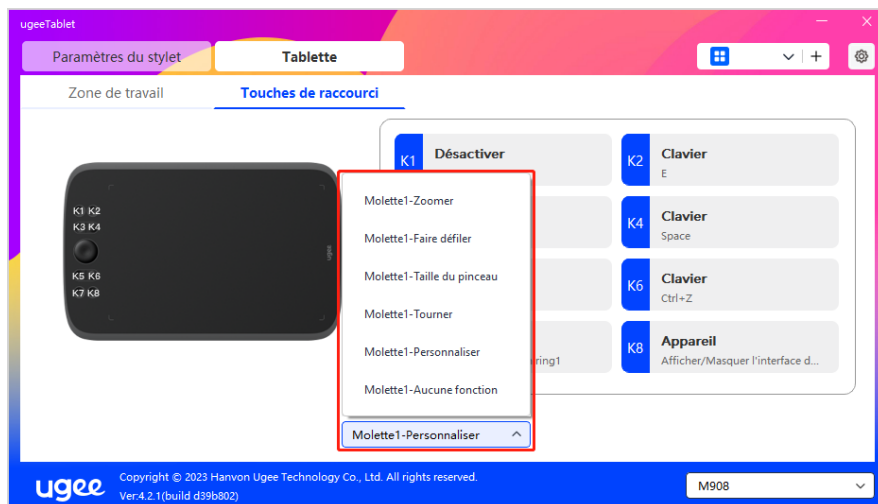 ugeeTablet
Paramètres du stylet
Tablette
Zone de travail
Touches de raccourci
K1 Désactiver
K2 Clavier
E
K4 Clavier
Space
K6 Clavier
Ctrl+Z
K8 Appareil
Afficher/Masquer l'interface d...
ring1
K1 K2
K3 K4
K5 K6
K7 K8
ugee
Molette1-Zoomer
Molette1-Faire défiler
Molette1-Taille du pinceau
Molette1-Tourner
Molette1-Personnaliser
Molette1-Aucune fonction
Molette1-Personnaliser
ugee
Copyright © 2023 Hanvon Ugee Technology Co., Ltd. All rights reserved.
Ver:4.2.1(build d39b802)
M908